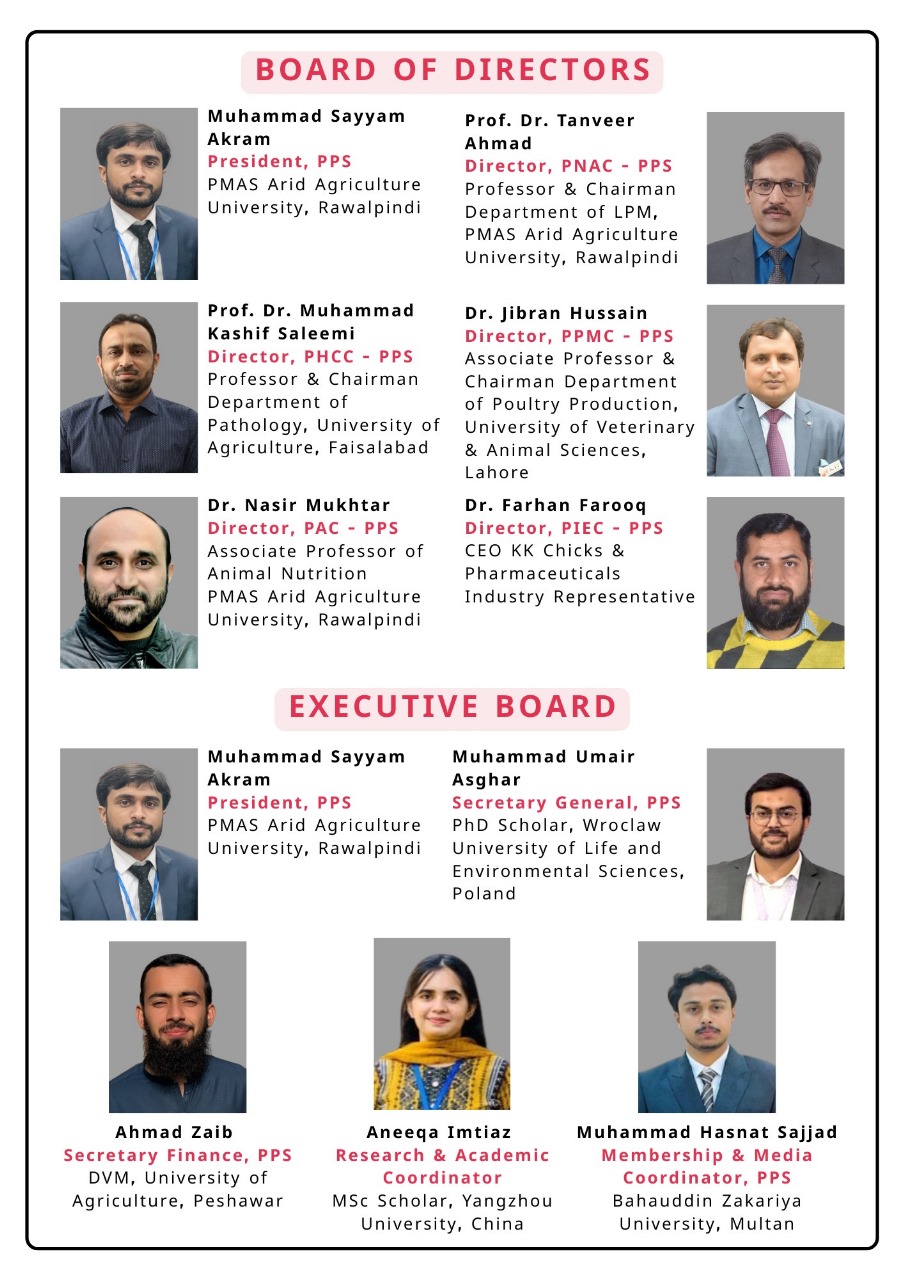 BOARD OF DIRECTORS
Muhammad Sayyam
Akram
President, PPS
PMAS Arid Agriculture
University, Rawalpindi
Prof. Dr. Tanveer
Ahmad
Director, PNAC - PPS
Professor & Chairman
Department of LPM,
PMAS Arid Agriculture
University, Rawalpindi
Prof. Dr. Muhammad
Kashif Saleemi
Director, PHCC - PPS
Professor & Chairman
Department of
Pathology, University of
Agriculture, Faisalabad
Dr. Jibran Hussain
Director, PPMC - PPS
Associate Professor &
Chairman Department
of Poultry Production,
University of Veterinary
& Animal Sciences,
Lahore
Dr. Nasir Mukhtar
Director, PAC - PPS
Associate Professor of
Animal Nutrition
PMAS Arid Agriculture
University, Rawalpindi
Dr. Farhan Farooq
Director, PIEC - PPS
CEO KK Chicks &
Pharmaceuticals
Industry Representative
EXECUTIVE BOARD
Muhammad Sayyam
Akram
President, PPS
PMAS Arid Agriculture
University, Rawalpindi
Muhammad Umair
Asghar
Secretary General, PPS
PhD Scholar, Wroclaw
University of Life and
Environmental Sciences,
Poland
Ahmad Zaib
Secretary Finance, PPS
DVM, University of
Agriculture, Peshawar
Aneeqa Imtiaz
Research & Academic
Coordinator
MSc Scholar, Yangzhou
University, China
Muhammad Hasnat Sajjad
Membership & Media
Coordinator, PPS
Bahauddin Zakariya
University, Multan